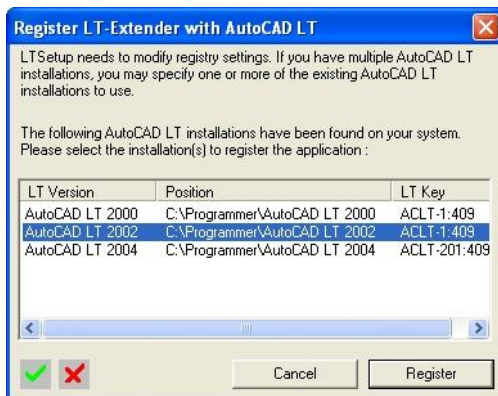 Register LT-Extender with AutoCAD LT
LTSetup needs to modify registry settings. If you have multiple AutoCAD LT
installations, you may specify one or more of the existing AutoCAD LT
installations to use.
The following AutoCAD LT installations have been found on your system.
Please select the installation(s) to register the application :
LT Version Position LT Key
AutoCAD LT 2000 C:\Programmer\AutoCAD LT 2000 ACLT-1:409
AutoCAD LT 2002 C:\Programmer\AutoCAD LT 2002 ACLT-1:409
AutoCAD LT 2004 C:\Programmer\AutoCAD LT 2004 ACLT-201:409
Cancel Register